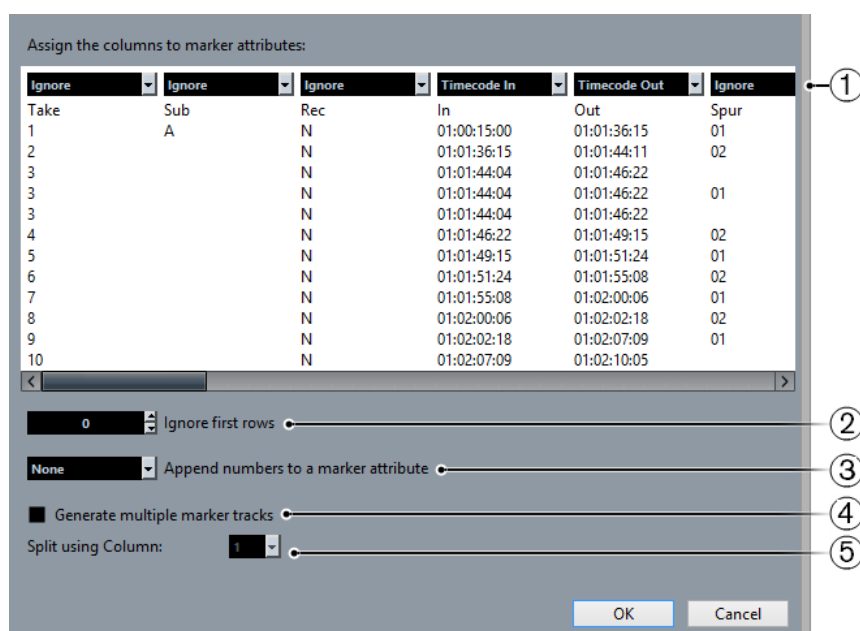 Assign the columns to marker attributes:
Ignore Ignore Ignore Timecode In Timecode Out Ignore 1
Take Sub Rec In Out Spur
1 A N 01:00:15:00 01:01:36:15 01
2 N 01:01:36:15 01:01:44:11 02
3 N 01:01:44:04 01:01:46:22
3 N 01:01:44:04 01:01:46:22 01
3 N 01:01:44:04 01:01:46:22
4 N 01:01:46:22 01:01:49:15 02
5 N 01:01:49:15 01:01:51:24 01
6 N 01:01:51:24 01:01:55:08 02
7 N 01:01:55:08 01:02:00:06 01
8 N 01:02:00:06 01:02:02:18 02
9 N 01:02:02:18 01:02:07:09 01
10 N 01:02:07:09 01:02:10:05
0 Ignore first rows 2
None Append numbers to a marker attribute 3
Generate multiple marker tracks 4
Split using Column: 1 5
OK Cancel